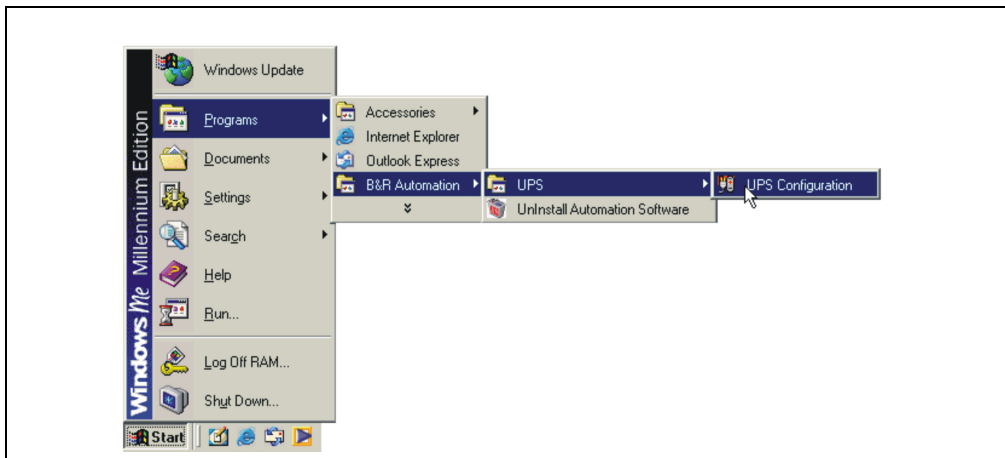 Windows Me Millennium Edition
Windows Update
Programs
Documents
Settings
Search
Help
Run...
Log Off RAM...
Shut Down...
Start
Accessories
Internet Explorer
Outlook Express
B&R Automation
UPS
UnInstall Automation Software
UPS Configuration